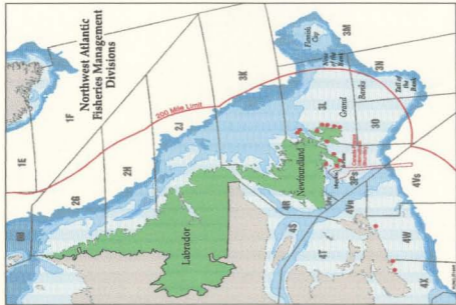 Northwest Atlantic
Fisheries Management
Divisions
1E
1F
2G
2H
2J
3K
200 Mile Limit
3M
Flemish
Cap
Nose
of the
Bank
3L
Grand
Banks
3N
Tail of
the
Bank
3O
Labrador
Newfoundland
4R
4S
3Ps
4Vn
4Vs
4T
4W
4X